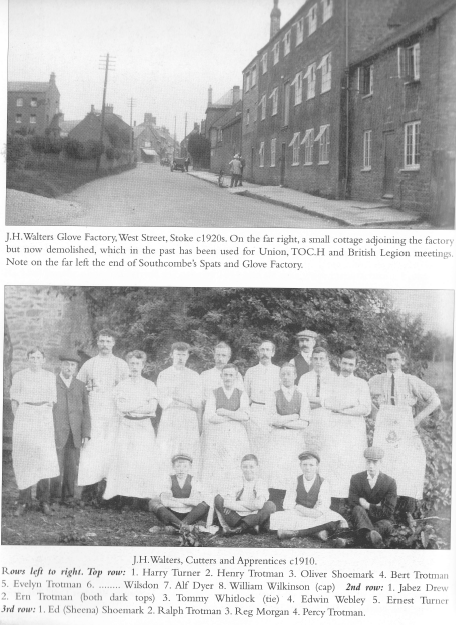 J.H.Walters Glove Factory, West Street, Stoke c1920s. On the far right, a small cottage adjoining the factory
but now demolished, which in the past has been used for Union, TOC.H and British Legion meetings.
Note on the far left the end of Southcombe's Spats and Glove Factory.
J.H.Walters, Cutters and Apprentices c1910.
Rows left to right. Top row: 1. Harry Turner 2. Henry Trotman 3. Oliver Shoemark 4. Bert Trotman
5. Evelyn Trotman 6. ........ Wilsdon 7. Alf Dyer 8. William Wilkinson (cap) 2nd row: 1. Jabez Drew
2. Ern Trotman (both dark tops) 3. Tommy Whitlock (tie) 4. Edwin Webley 5. Ernest Turner
3rd row: 1. Ed (Sheena) Shoemark 2. Ralph Trotman 3. Reg Morgan 4. Percy Trotman.